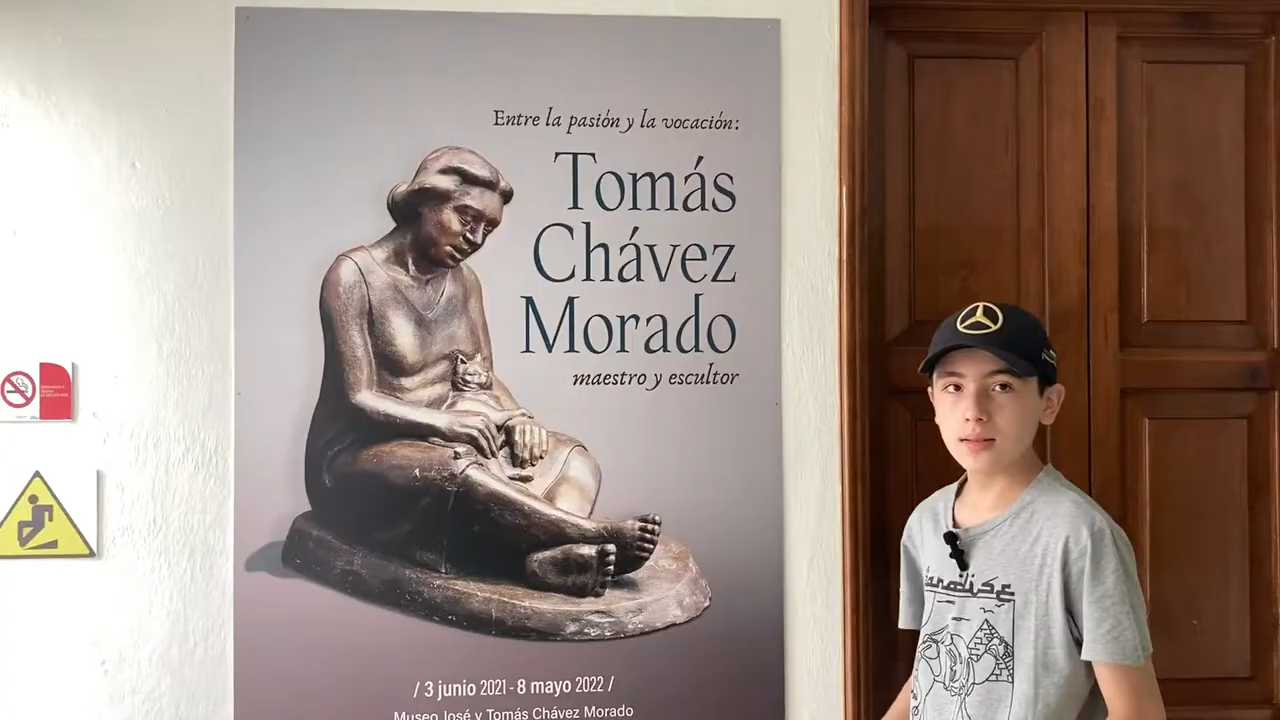 Entre la pasión y la vocación:
Tomás
Chávez
Morado
maestro y escultor
/ 3 junio 2021 - 8 mayo 2022 /
Museo José y Tomás Chávez Morado
Paradise